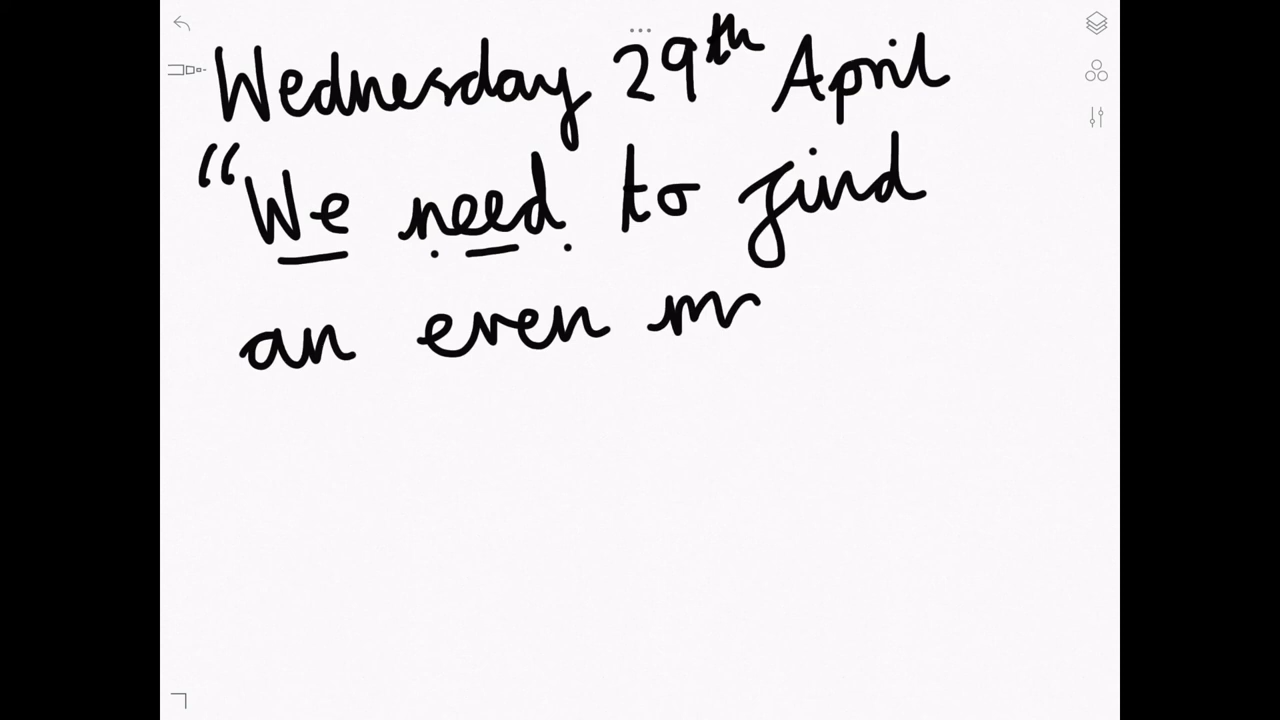 Wednesday 29th April
“We need to find
an even